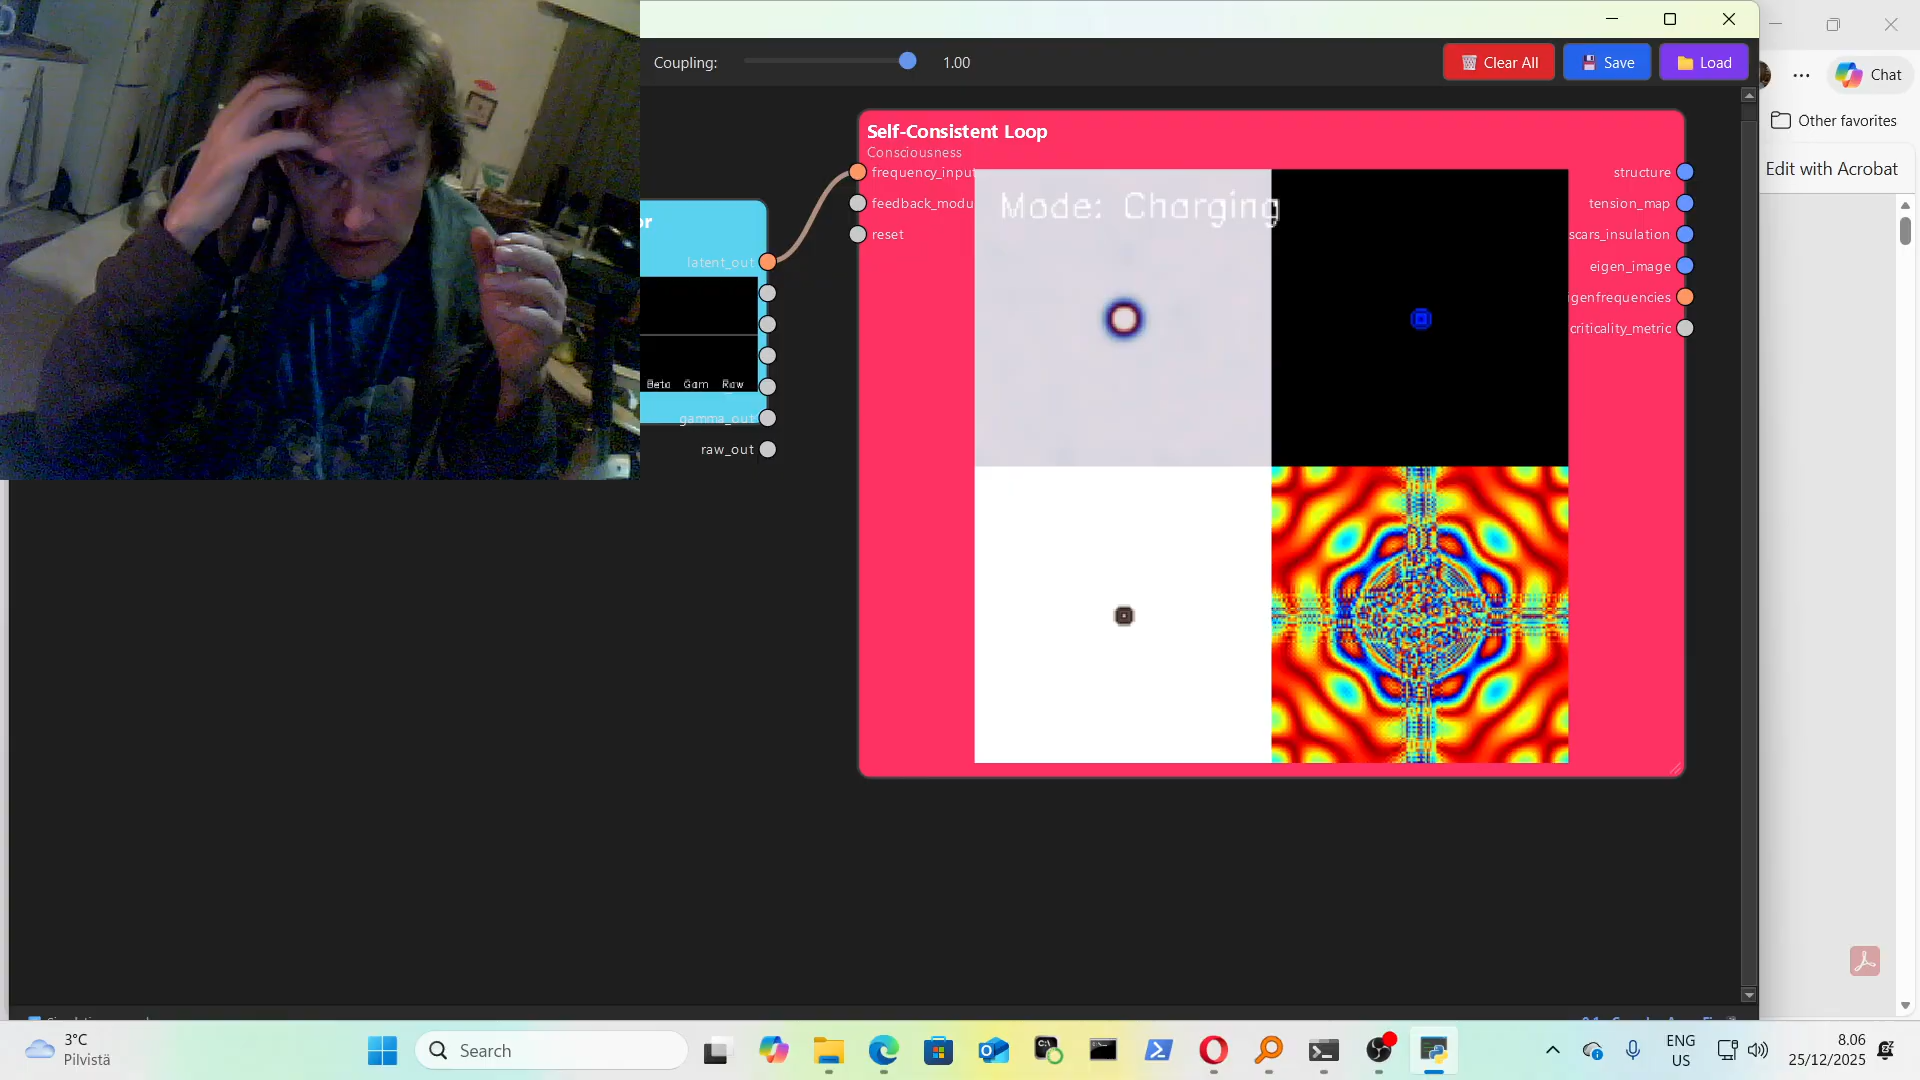 Coupling:
1.00
Clear All
Save
Load
Chat
Other favorites
Edit with Acrobat
Self-Consistent Loop
Consciousness
frequency_input
feedback_modu
reset
Mode: Charging
structure
tension_map
scars_insulation
eigen_image
igenfrequencies
criticality_metric
or
latent_out
Beta Gam Raw
gamma_out
raw_out
3°C
Pilvistä
Search
ENG
US
8.06
25/12/2025